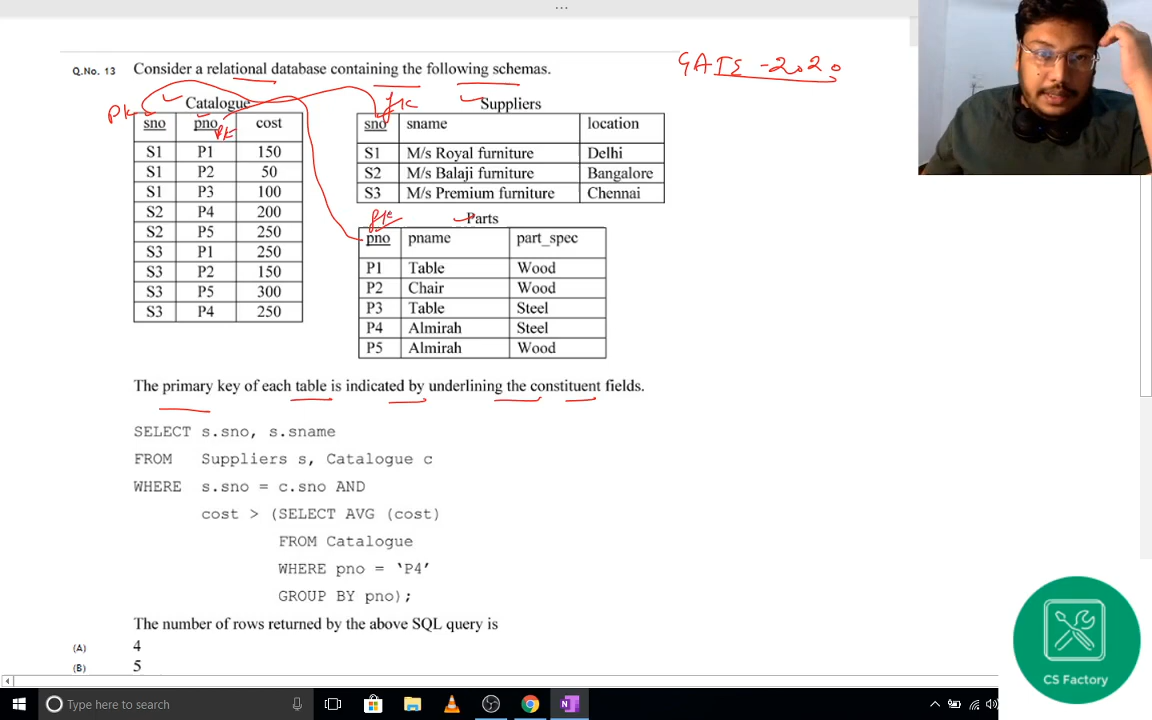 ...
Q.No. 13 Consider a relational database containing the following schemas.
GATE -2020
Catalogue
PK
PK
sno pno cost
S1 P1 150
S1 P2 50
S1 P3 100
S2 P4 200
S2 P5 250
S3 P1 250
S3 P2 150
S3 P5 300
S3 P4 250
fk
Suppliers
sno sname location
S1 M/s Royal furniture Delhi
S2 M/s Balaji furniture Bangalore
S3 M/s Premium furniture Chennai
fk
Parts
pno pname part_spec
P1 Table Wood
P2 Chair Wood
P3 Table Steel
P4 Almirah Steel
P5 Almirah Wood
The primary key of each table is indicated by underlining the constituent fields.
SELECT s.sno, s.sname
FROM Suppliers s, Catalogue c
WHERE s.sno = c.sno AND
cost > (SELECT AVG (cost)
FROM Catalogue
WHERE pno = ‘P4’
GROUP BY pno);
The number of rows returned by the above SQL query is
(A) 4
(B) 5
CS Factory
Type here to search